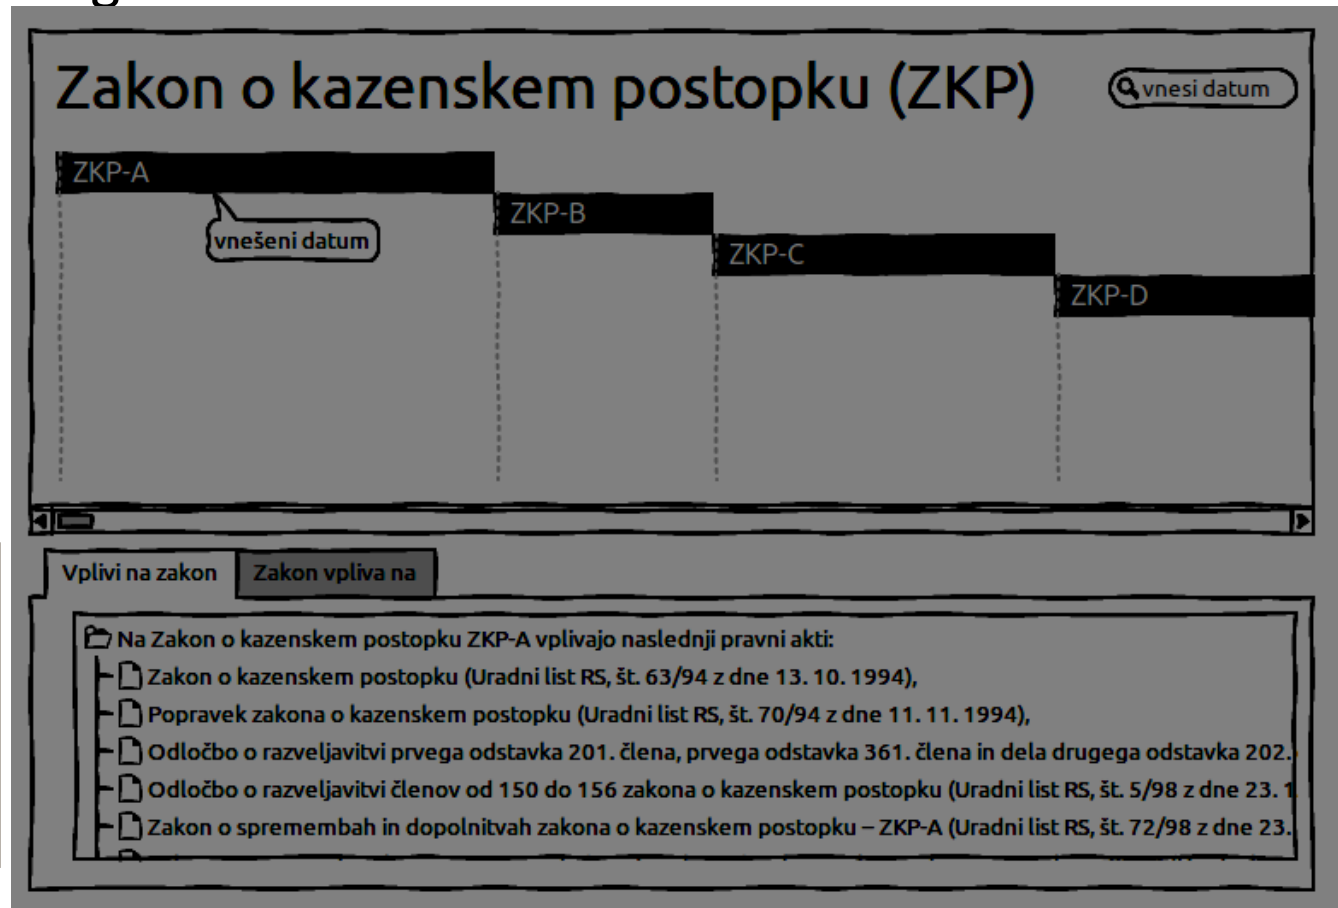 Zakon o kazenskem postopku (ZKP)
vnesi datum
ZKP-A
vnešeni datum
ZKP-B
ZKP-C
ZKP-D
Vplivi na zakon
Zakon vpliva na
Na Zakon o kazenskem postopku ZKP-A vplivajo naslednji pravni akti:
Zakon o kazenskem postopku (Uradni list RS, št. 63/94 z dne 13. 10. 1994),
Popravek zakona o kazenskem postopku (Uradni list RS, št. 70/94 z dne 11. 11. 1994),
Odločbo o razveljavitvi prvega odstavka 201. člena, prvega odstavka 361. člena in dela drugega odstavka 202.
Odločbo o razveljavitvi členov od 150 do 156 zakona o kazenskem postopku (Uradni list RS, št. 5/98 z dne 23. 1
Zakon o spremembah in dopolnitvah zakona o kazenskem postopku – ZKP-A (Uradni list RS, št. 72/98 z dne 23.